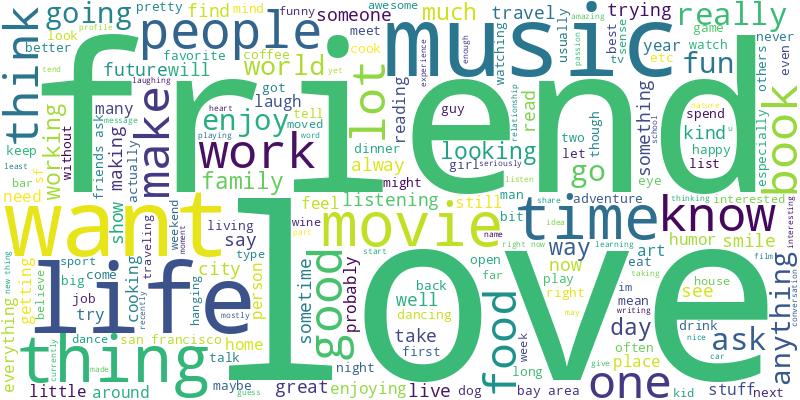 going
pretty
find
mind
funny
awesome
amazing
look
better
favorite
people
someone
meet
coffee
cook
yet
music
much
travel
trying
really
think
tend
profile
futurewill
world
lot
laughing
experience
enough
watching
usually
passion
best
tv
sense
year
etc
game
watch
never
even
others
fun
friend
many
make
got
laugh
heart
tell
moved
playing
word
enjoy
work
family
reading
guy
read
relationship
looking
girl
seriously
listen
something
school
though
two
let
go
eye
kind
spend
u
mature
happy
list
especially
book
working
keep
need
sf
bar
without
friends ask
message
making
actually
dinner
alway
might
listening
feel
still
wine
part
name
bit
man
share
adventure
idea
interested
thinking
want
show
traveling
weekend
moment
living
say
type
movie
time
know
way
art
humor
smile
interesting
life
sport
big
come
job
try
believe
everything
new thing
getting
cooking
recently
hanging
city
person
sometime
probably
start
love
good
back
well
dancing
take
first
open
far
right now
learning
now
play
eat
right
im
mean
taking
writing
may
house
see
film
anything
conversation
thing
dance
san francisco
mostly
talk
home
night
food
week
long
day
often
place
give
drink
nice
car
ask
currently
made
little
around
maybe
guess
great
enjoying
live
dog
bay area
one
kid
stuff
next
least